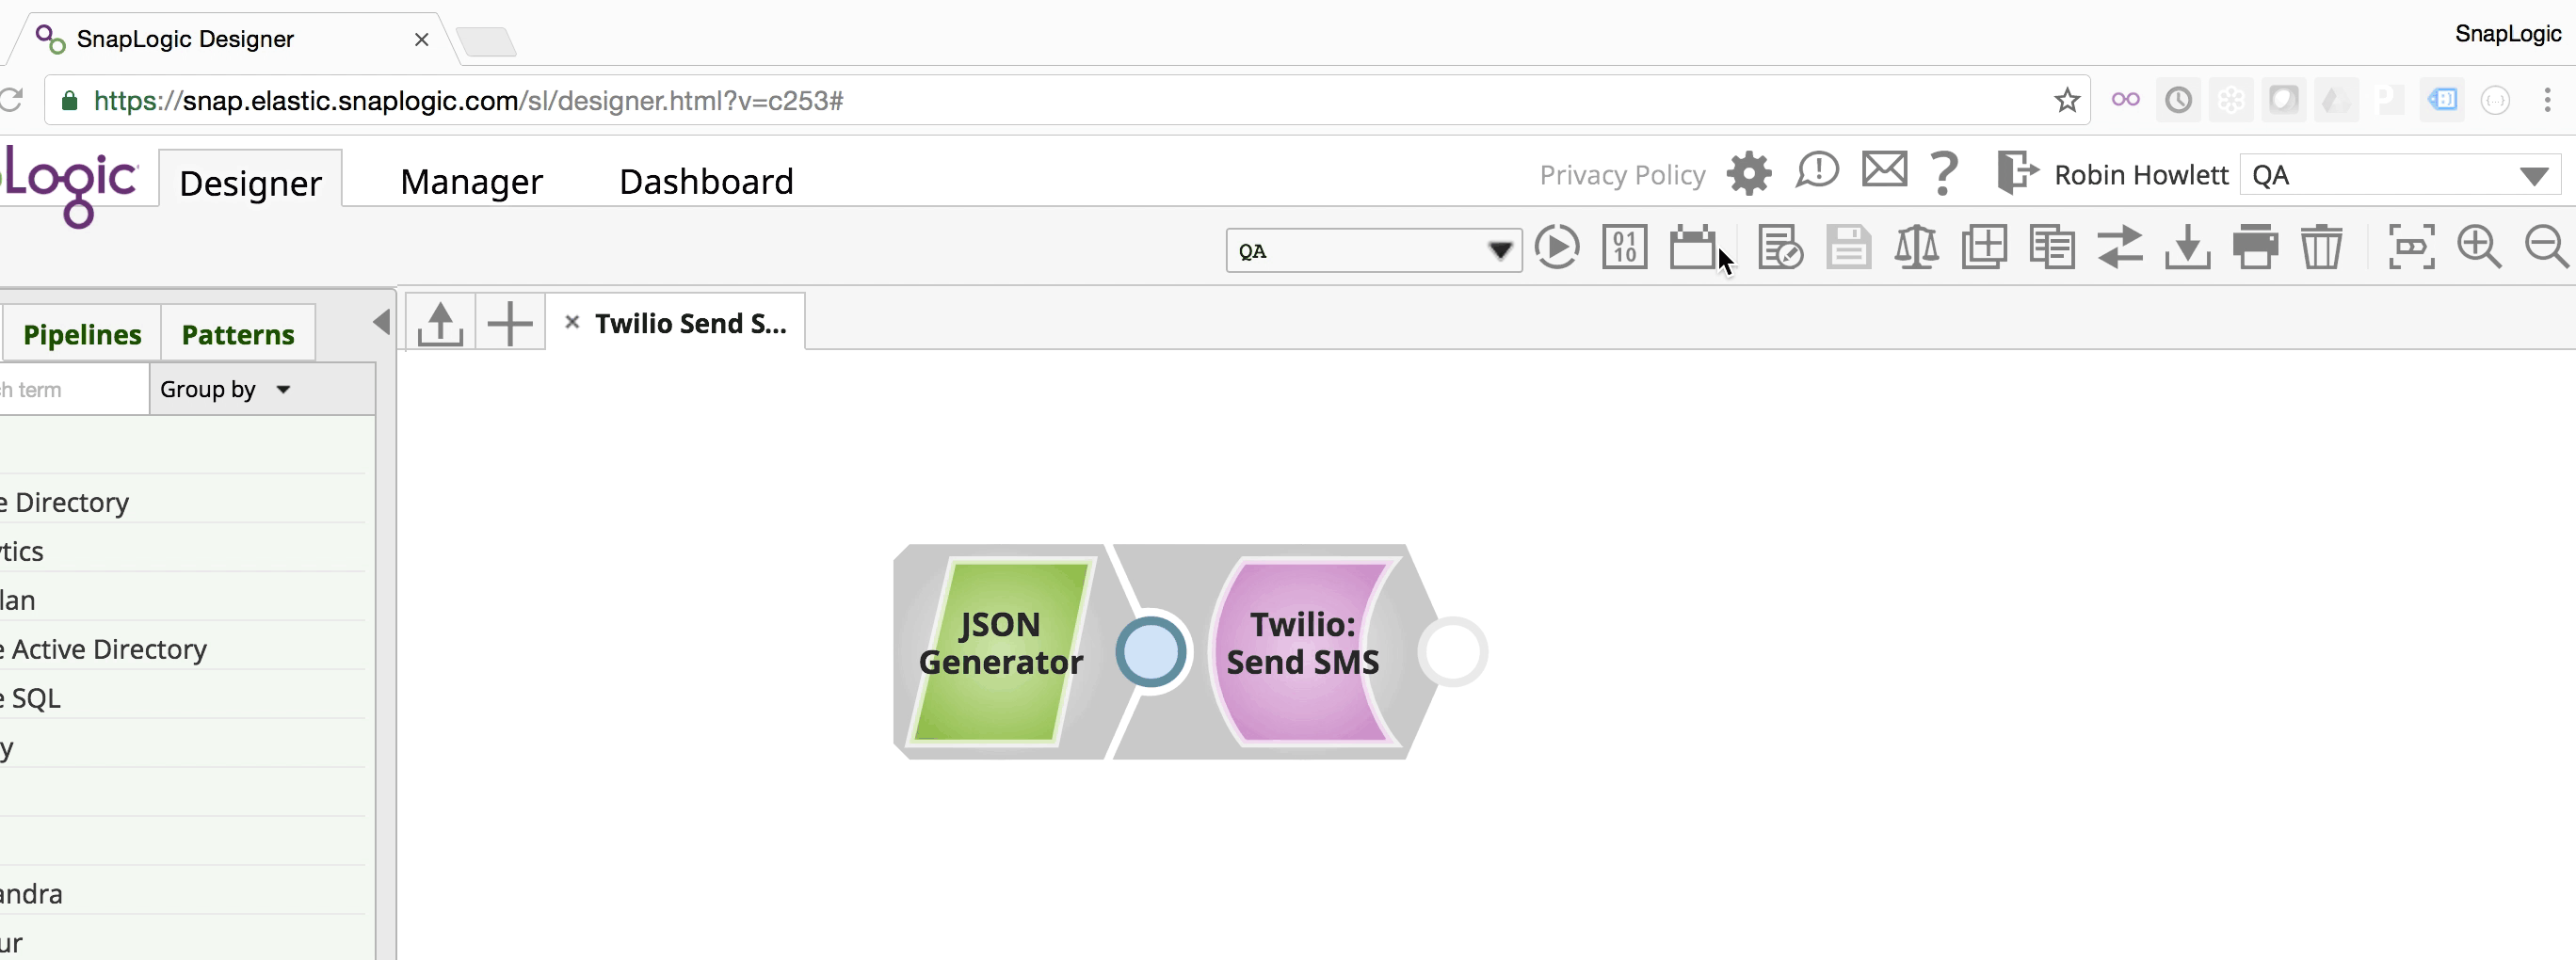 SnapLogic Designer
SnapLogic
https://snap.elastic.snaplogic.com/sl/designer.html?v=c253#
Logic
Designer
Manager
Dashboard
Privacy Policy
Robin Howlett
QA
QA
01
10
Pipelines
Patterns
Twilio Send S...
h term
Group by
e Directory
tics
lan
e Active Directory
e SQL
y
andra
ur
JSON
Generator
Twilio:
Send SMS